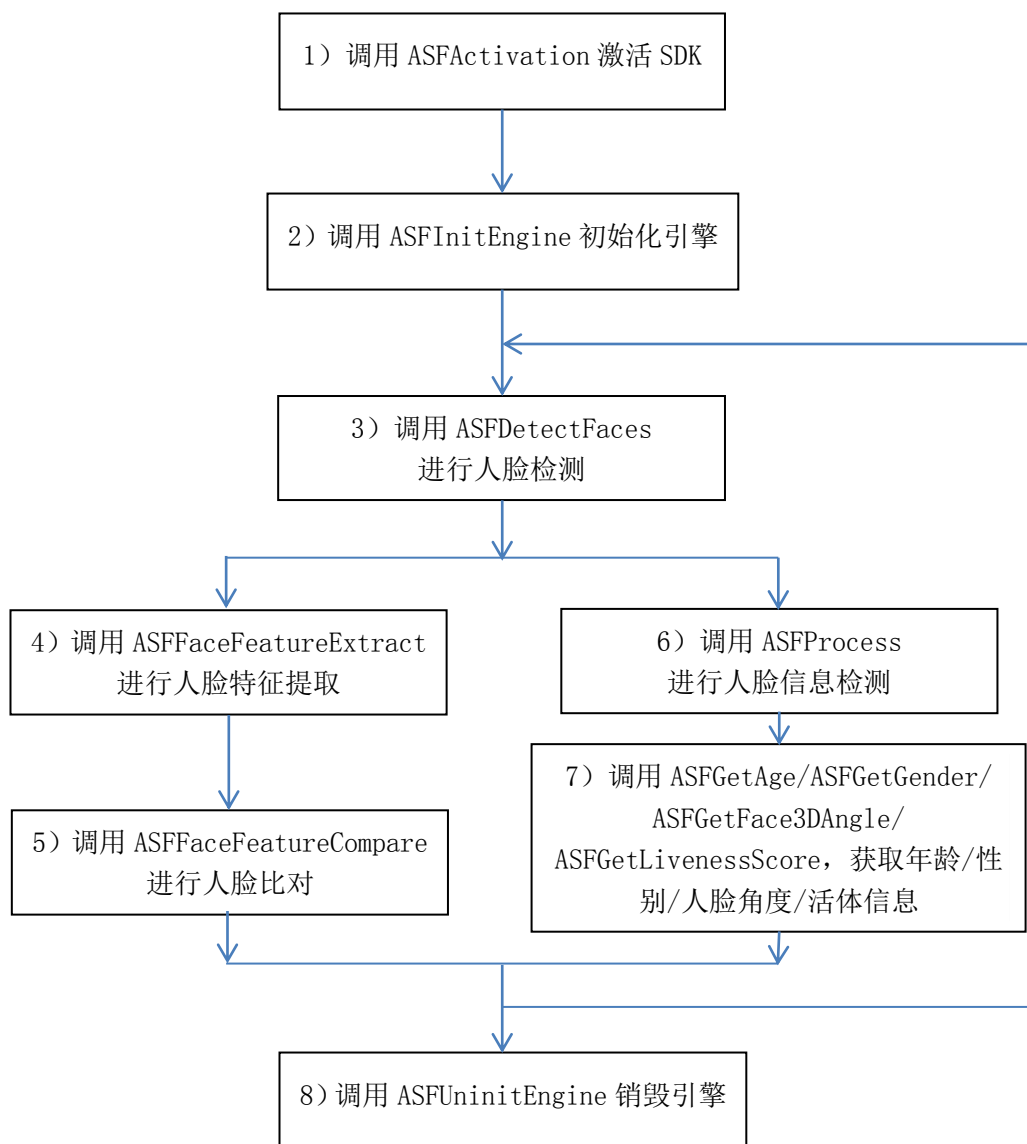 1）调用 ASFActivation 激活 SDK
2）调用 ASFInitEngine 初始化引擎
3）调用 ASFDetectFaces
进行人脸检测
4）调用 ASFFaceFeatureExtract
进行人脸特征提取
5）调用 ASFFaceFeatureCompare
进行人脸比对
6）调用 ASFProcess
进行人脸信息检测
7）调用 ASFGetAge/ASFGetGender/
ASFGetFace3DAngle/
ASFGetLivenessScore，获取年龄/性
别/人脸角度/活体信息
8）调用 ASFUninitEngine 销毁引擎